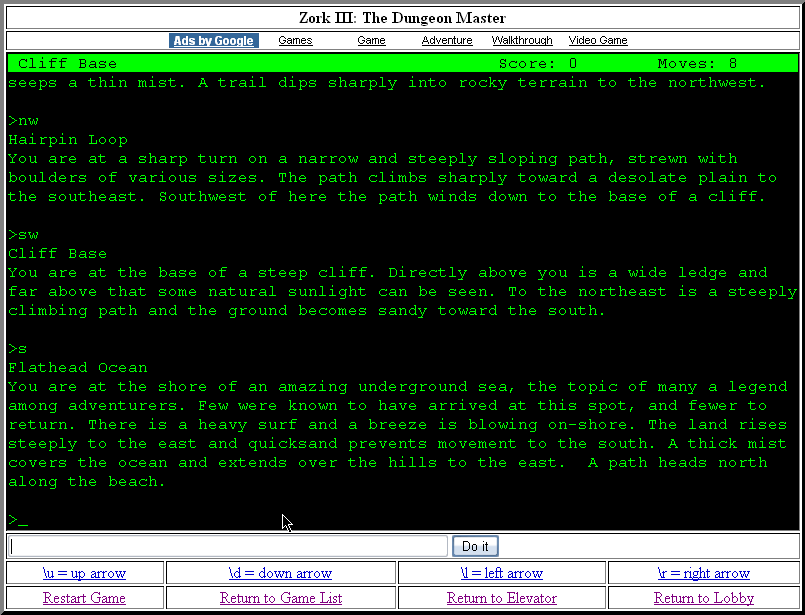 Zork III: The Dungeon Master
Ads by Google Games Game Adventure Walkthrough Video Game
Cliff Base Score: 0 Moves: 8
seeps a thin mist. A trail dips sharply into rocky terrain to the northwest.
>nw
Hairpin Loop
You are at a sharp turn on a narrow and steeply sloping path, strewn with
boulders of various sizes. The path climbs sharply toward a desolate plain to
the southeast. Southwest of here the path winds down to the base of a cliff.
>sw
Cliff Base
You are at the base of a steep cliff. Directly above you is a wide ledge and
far above that some natural sunlight can be seen. To the northeast is a steeply
climbing path and the ground becomes sandy toward the south.
>s
Flathead Ocean
You are at the shore of an amazing underground sea, the topic of many a legend
among adventurers. Few were known to have arrived at this spot, and fewer to
return. There is a heavy surf and a breeze is blowing on-shore. The land rises
steeply to the east and quicksand prevents movement to the south. A thick mist
covers the ocean and extends over the hills to the east.  A path heads north
along the beach.
>_
Do it
\u = up arrow \d = down arrow \l = left arrow \r = right arrow
Restart Game Return to Game List Return to Elevator Return to Lobby